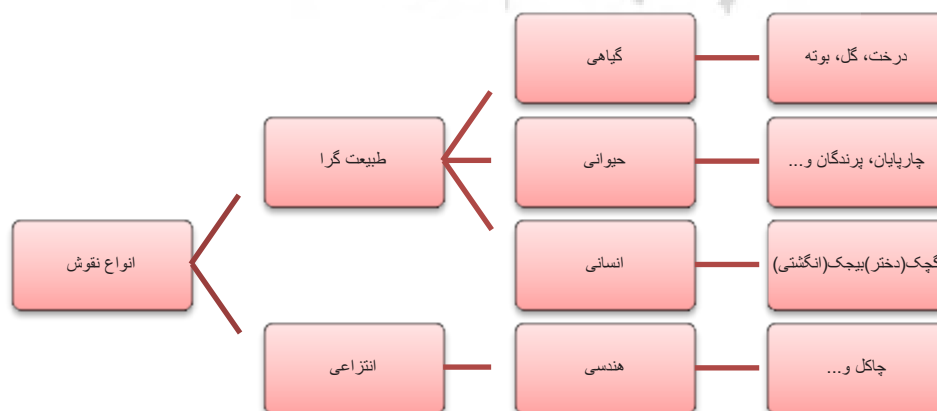 انواع نقوش
طبیعت گرا
گیاهی
درخت، گل، بوته
حیوانی
چارپایان، پرندگان و...
انسانی
گچک(دختر)بیجک(انگشتی)
انتزاعی
هندسی
چاکل و...